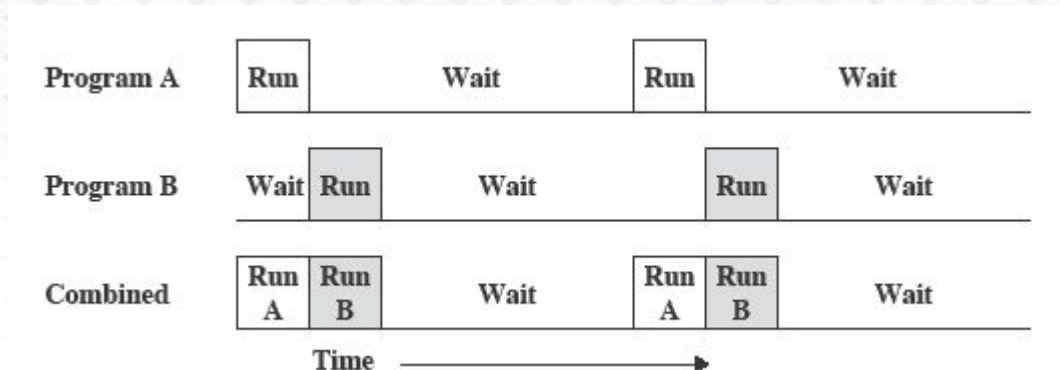 Program A Run Wait Run Wait
Program B Wait Run Wait Run Wait
Combined Run A Run B Wait Run A Run B Wait
Time